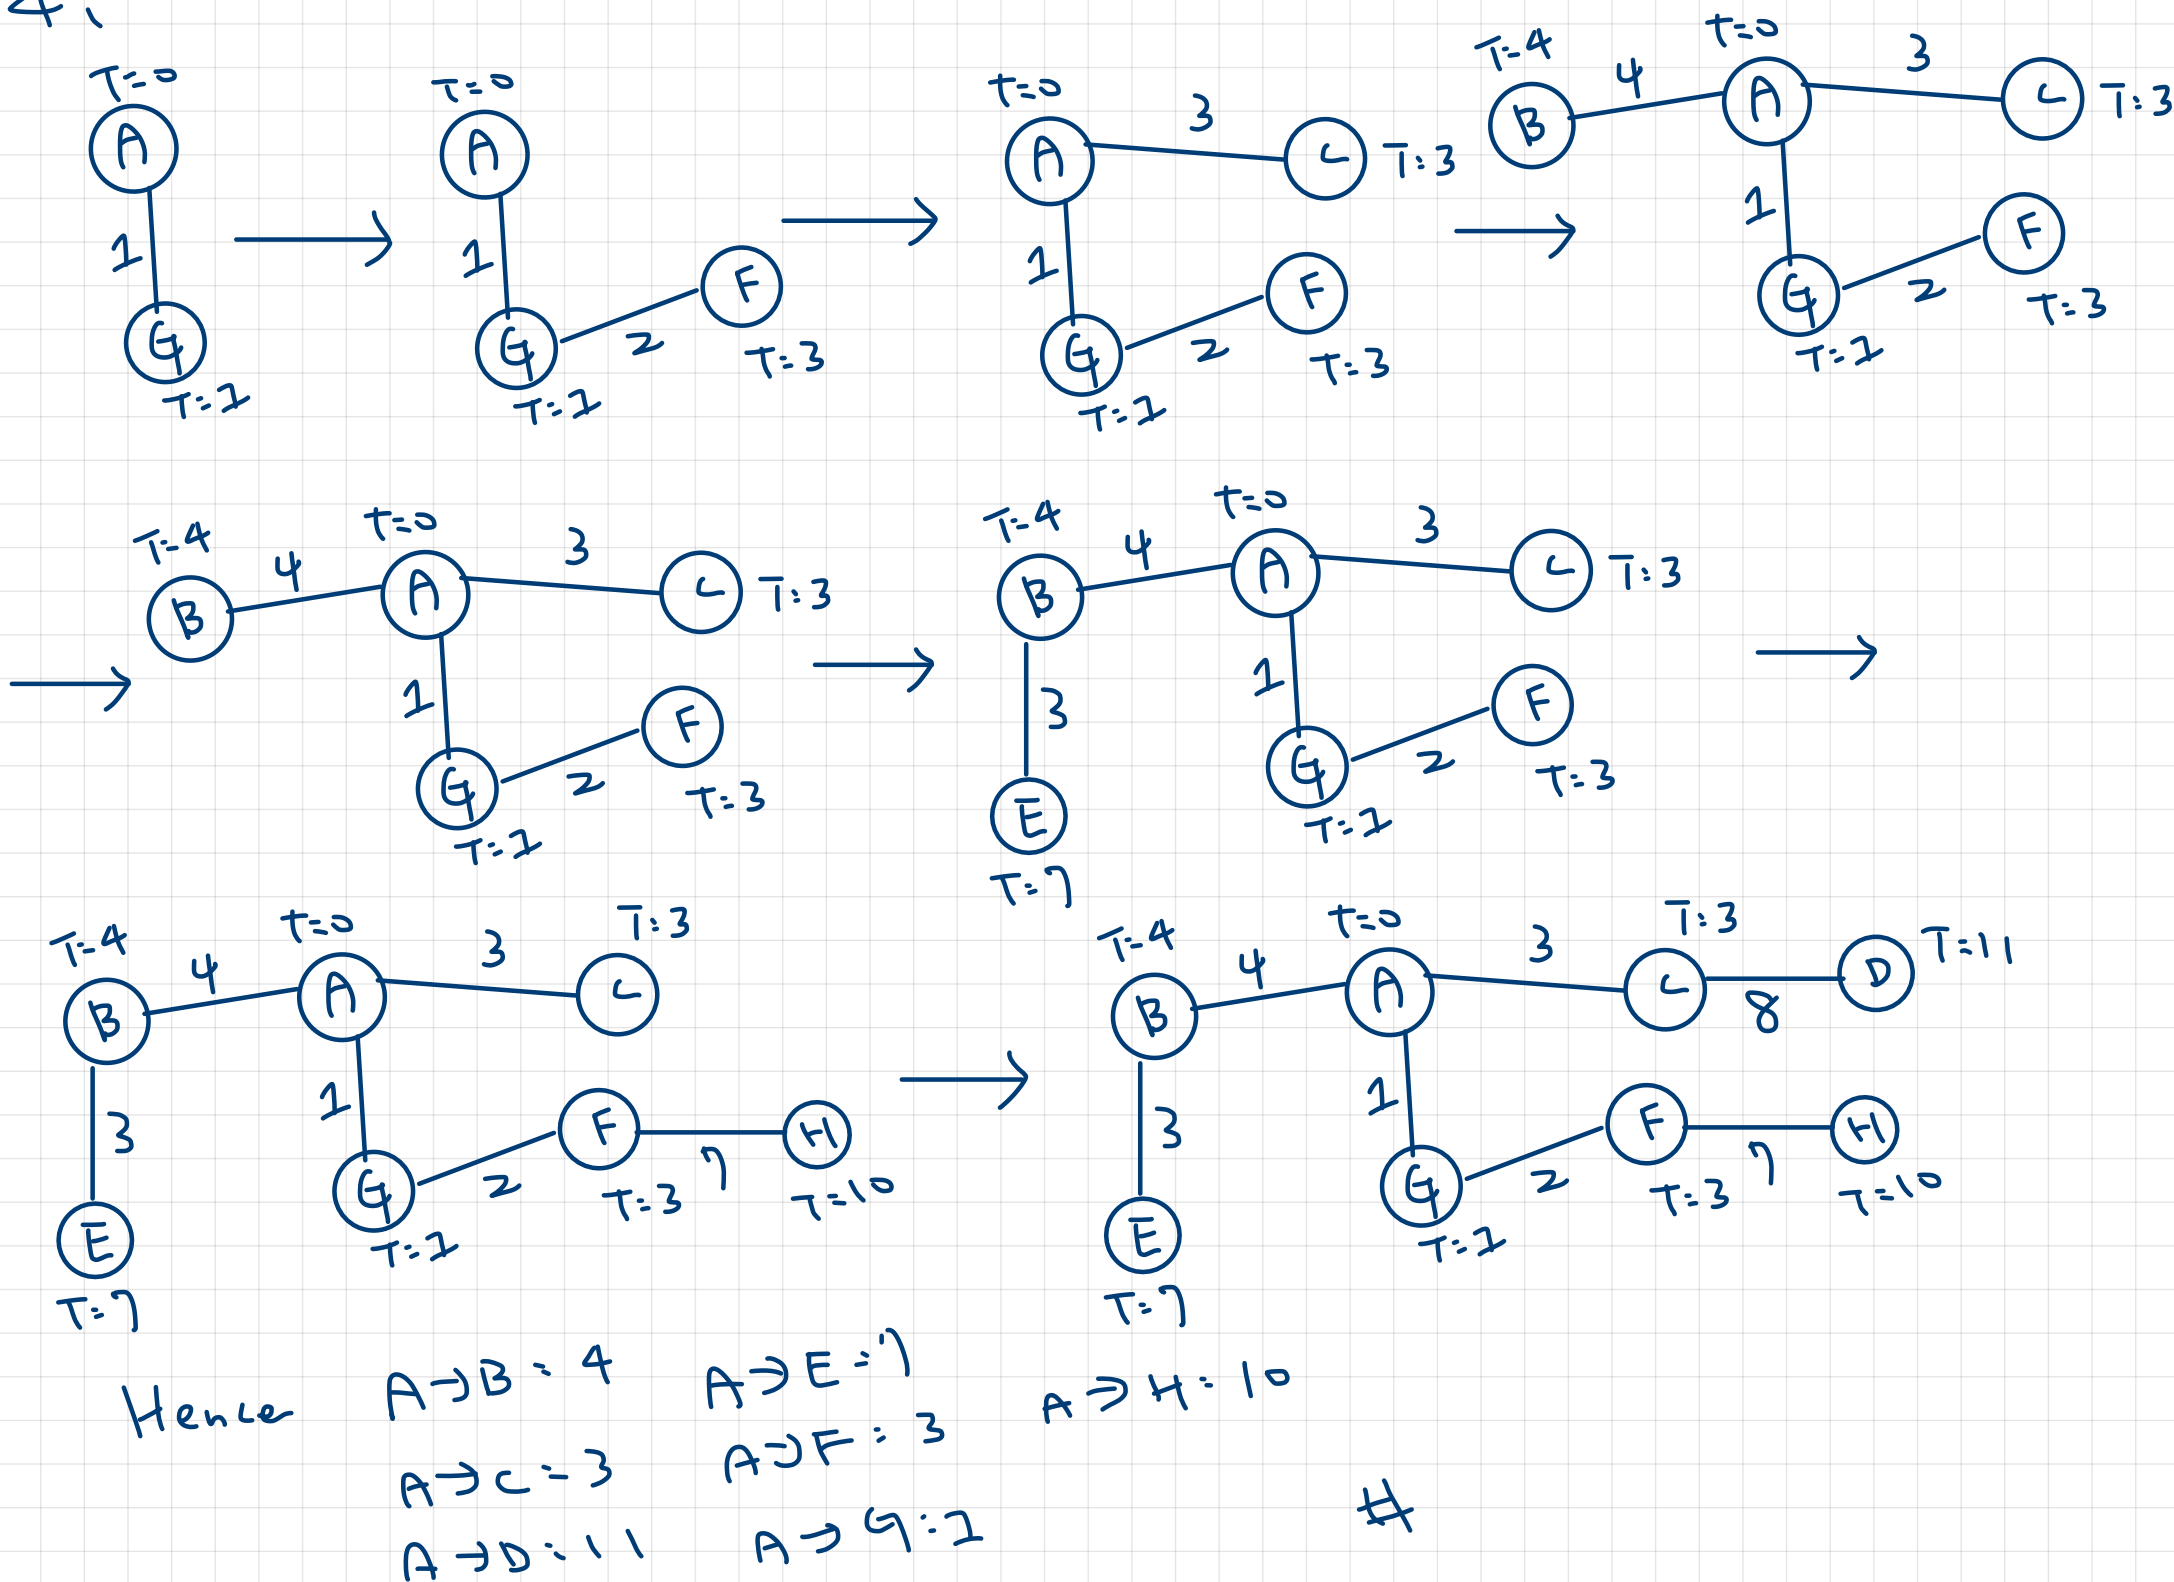 4.
T=0 A 1 G T=1
T=0 A 1 G T=1 2 F T=3
T=0 A 3 C T=3 1 G T=1 2 F T=3
T=4 B 4 T=0 A 3 C T=3 1 G T=1 2 F T=3
T=4 B 4 T=0 A 3 C T=3 1 G T=1 2 F T=3
T=4 B 4 T=0 A 3 C T=3 3 E T=7 1 G T=1 2 F T=3
T=4 B 4 T=0 A 3 C T=3 3 E T=7 1 G T=1 2 F T=3 7 H T=10
T=4 B 4 T=0 A 3 C T=3 8 D T=11 3 E T=7 1 G T=1 2 F T=3 7 H T=10
Hence A→B=4 A→E=7 A→H=10
A→C=3 A→F=3
A→D=11 A→G=1
#